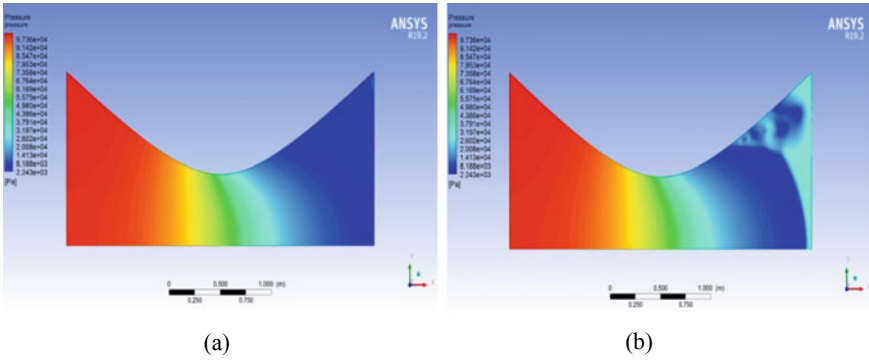 Pressure
pressure
9.736e+04
9.142e+04
8.547e+04
7.953e+04
7.358e+04
6.764e+04
6.169e+04
5.575e+04
4.980e+04
4.386e+04
3.791e+04
3.197e+04
2.602e+04
2.008e+04
1.413e+04
8.188e+03
2.243e+03
[Pa]
ANSYS
R19.2
0 0.500 1.000 (m)
0.250 0.750
Y
X
(a)
Pressure
pressure
9.736e+04
9.142e+04
8.547e+04
7.953e+04
7.358e+04
6.764e+04
6.169e+04
5.575e+04
4.980e+04
4.386e+04
3.791e+04
3.197e+04
2.602e+04
2.008e+04
1.413e+04
8.188e+03
2.243e+03
[Pa]
ANSYS
R19.2
0 0.500 1.000 (m)
0.250 0.750
Y
X
(b)